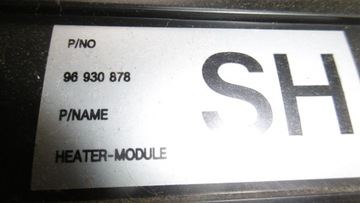 P/NO
96 930 878
P/NAME
HEATER-MODULE
SH